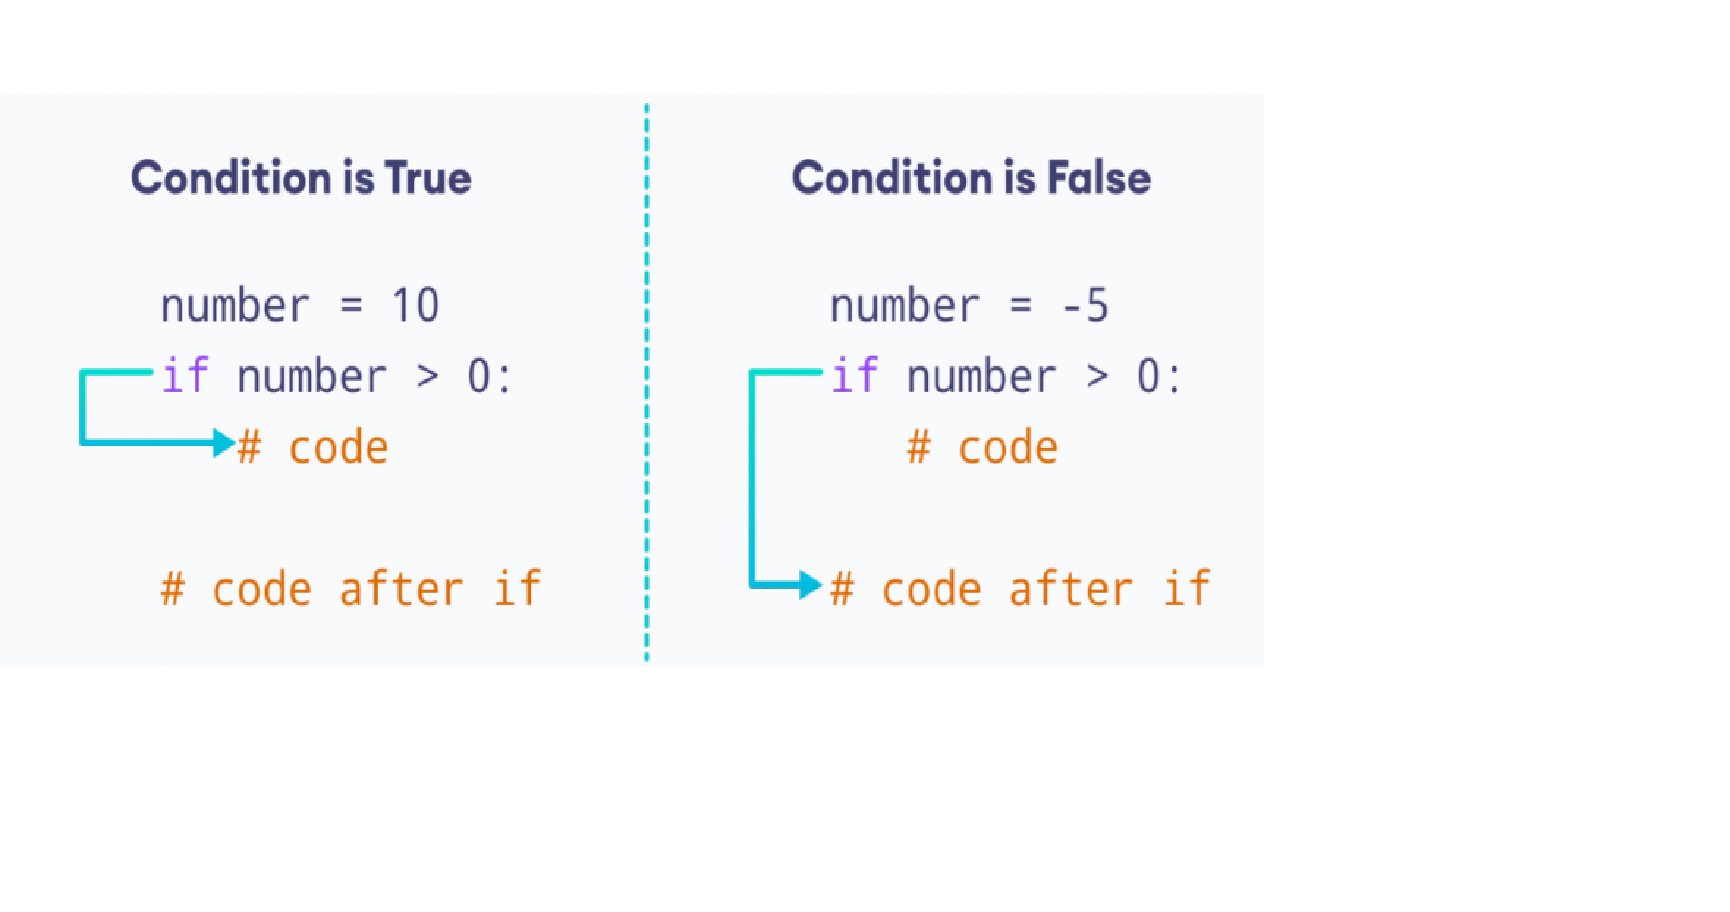 Condition is True
number = 10
if number > 0:
# code
# code after if
Condition is False
number = -5
if number > 0:
# code
# code after if